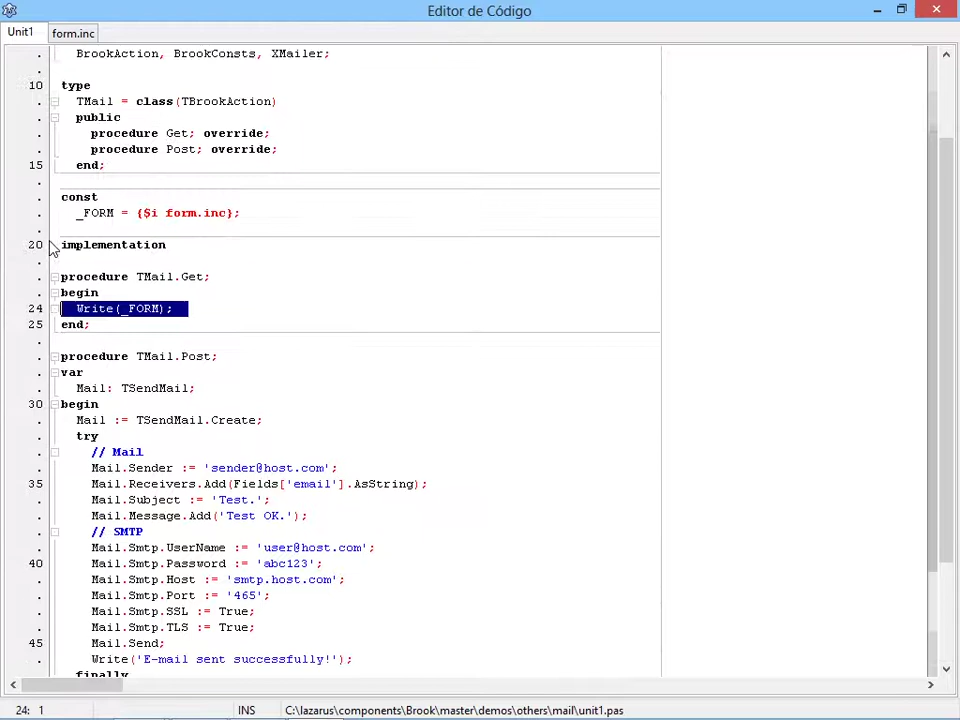 Editor de Código
Unit1 form.inc
BrookAction, BrookConsts, XMailer;
10 type
TMail = class(TBrookAction)
public
procedure Get; override;
procedure Post; override;
15 end;
const
_FORM = {$i form.inc};
20 implementation
procedure TMail.Get;
begin
24 Write(_FORM);
25 end;
procedure TMail.Post;
var
Mail: TSendMail;
30 begin
Mail := TSendMail.Create;
try
// Mail
Mail.Sender := 'sender@host.com';
35 Mail.Receivers.Add(Fields['email'].AsString);
Mail.Subject := 'Test.';
Mail.Message.Add('Test OK.');
// SMTP
Mail.Smtp.UserName := 'user@host.com';
40 Mail.Smtp.Password := 'abc123';
Mail.Smtp.Host := 'smtp.host.com';
Mail.Smtp.Port := '465';
Mail.Smtp.SSL := True;
Mail.Smtp.TLS := True;
45 Mail.Send;
Write('E-mail sent successfully!');
finally
24: 1 INS C:\lazarus\components\Brook\master\demos\others\mail\unit1.pas